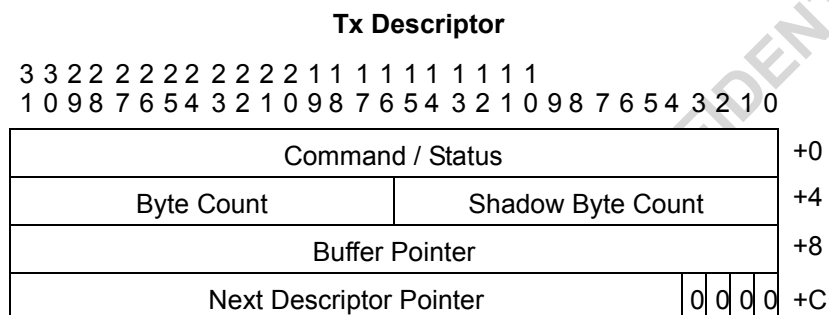 Tx Descriptor
3 3 2 2 2 2 2 2 2 2 2 2 1 1 1 1 1 1 1 1 1 1
1 0 9 8 7 6 5 4 3 2 1 0 9 8 7 6 5 4 3 2 1 0 9 8 7 6 5 4 3 2 1 0
Command / Status +0
Byte Count Shadow Byte Count +4
Buffer Pointer +8
Next Descriptor Pointer 0 0 0 0 +C